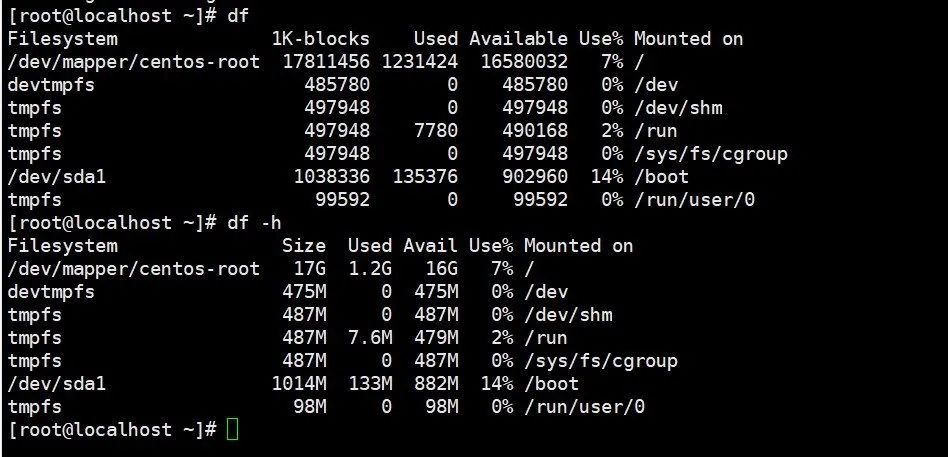 [root@localhost ~]# df
Filesystem              1K-blocks    Used Available Use% Mounted on
/dev/mapper/centos-root  17811456 1231424  16580032   7% /
devtmpfs                   485780       0    485780   0% /dev
tmpfs                      497948       0    497948   0% /dev/shm
tmpfs                      497948    7780    490168   2% /run
tmpfs                      497948       0    497948   0% /sys/fs/cgroup
/dev/sda1                 1038336  135376    902960  14% /boot
tmpfs                       99592       0     99592   0% /run/user/0
[root@localhost ~]# df -h
Filesystem               Size  Used Avail Use% Mounted on
/dev/mapper/centos-root   17G  1.2G   16G   7% /
devtmpfs                 475M     0  475M   0% /dev
tmpfs                    487M     0  487M   0% /dev/shm
tmpfs                    487M  7.6M  479M   2% /run
tmpfs                    487M     0  487M   0% /sys/fs/cgroup
/dev/sda1               1014M  133M  882M  14% /boot
tmpfs                     98M     0   98M   0% /run/user/0
[root@localhost ~]#